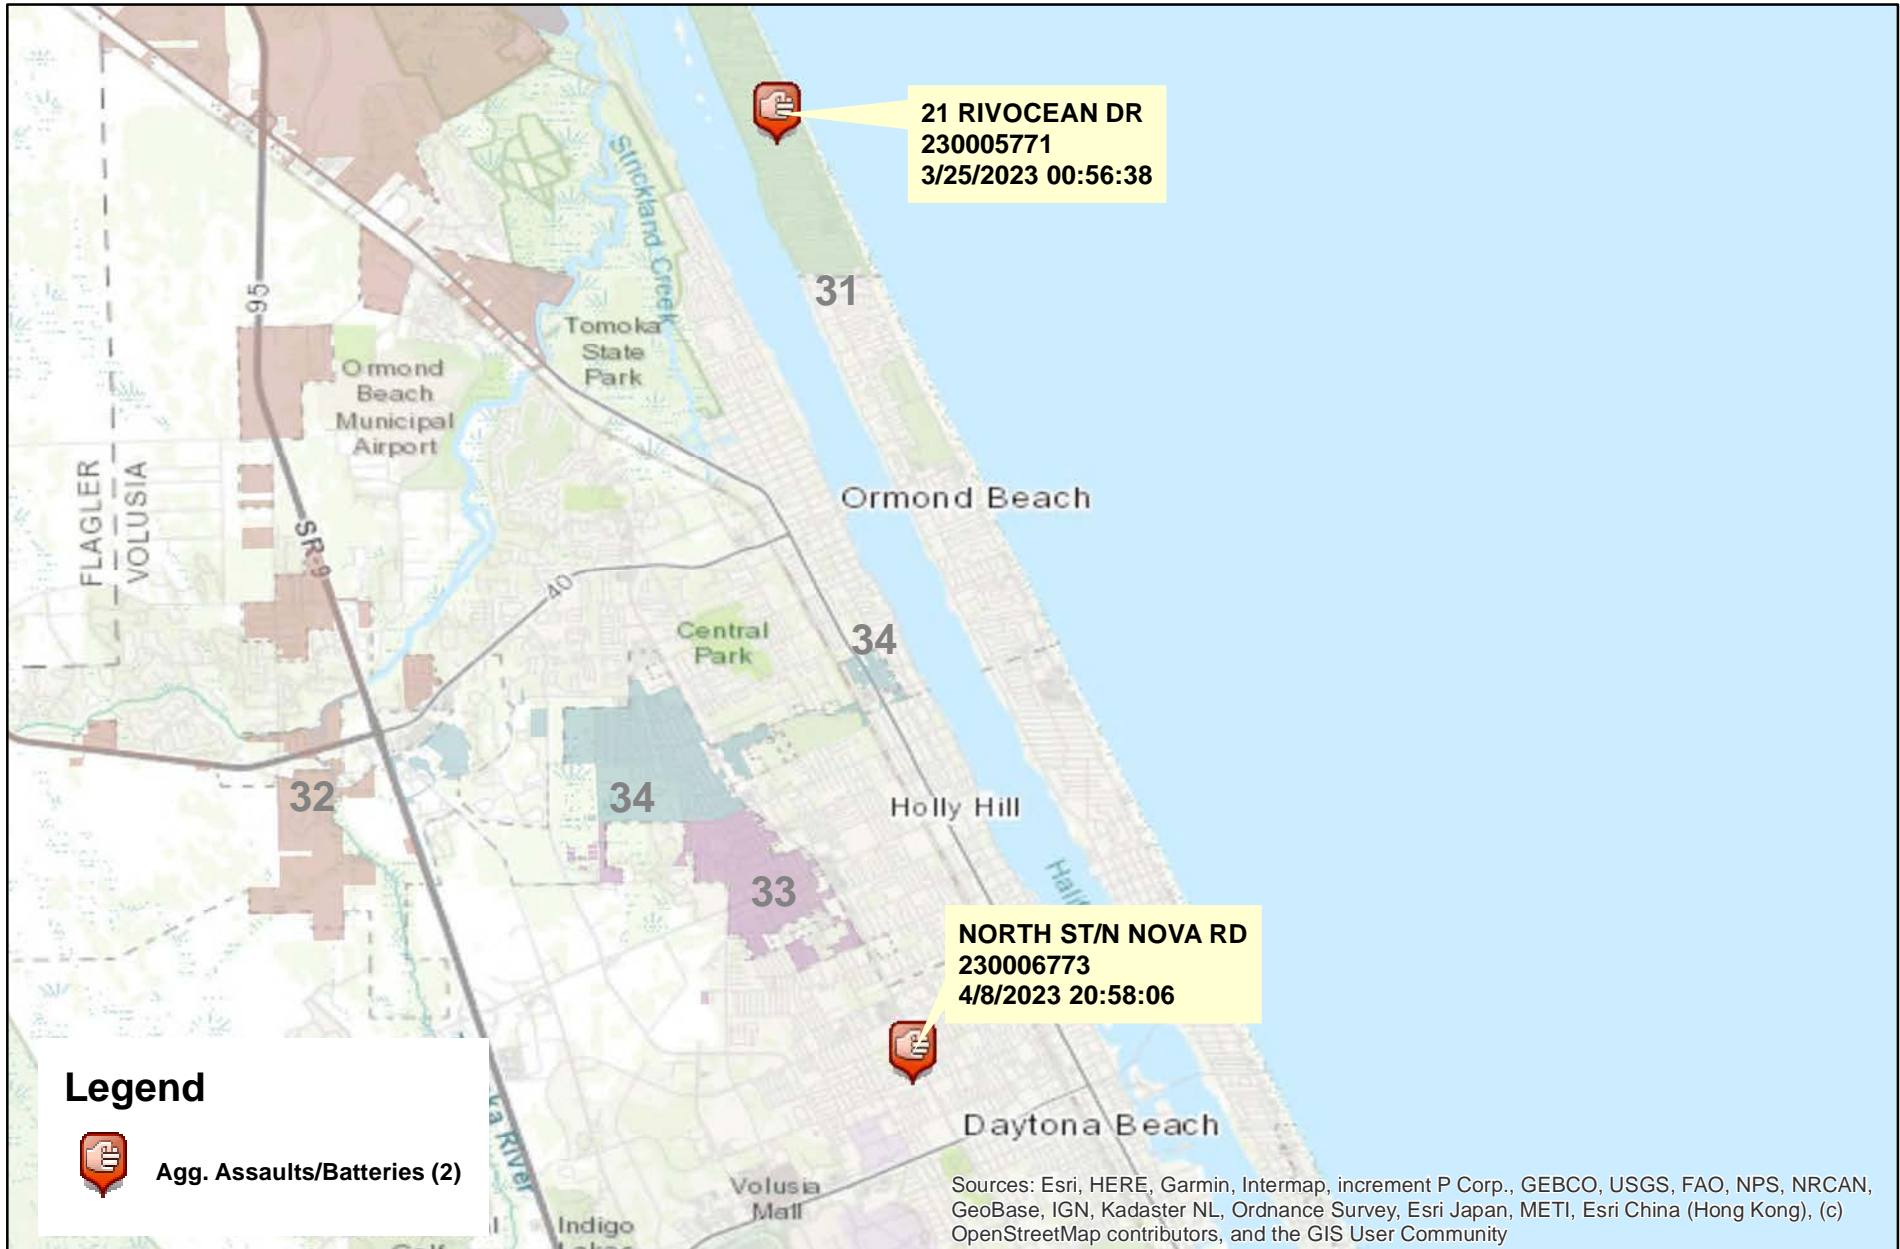 21 RIVOCEAN DR
230005771
3/25/2023 00:56:38
Strickland Creek
31
95
Tomoka
State
Park
Ormond
Beach
Municipal
Airport
FLAGLER
VOLUSIA
Ormond Beach
SR-9
40
Central
Park
34
32
34
Holly Hill
33
NORTH ST/N NOVA RD
230006773
4/8/2023 20:58:06
Legend
Agg. Assaults/Batteries (2)
River
Daytona Beach
Volusia
Mall
Indigo
Sources: Esri, HERE, Garmin, Intermap, increment P Corp., GEBCO, USGS, FAO, NPS, NRCAN,
GeoBase, IGN, Kadaster NL, Ordnance Survey, Esri Japan, METI, Esri China (Hong Kong), (c)
OpenStreetMap contributors, and the GIS User Community